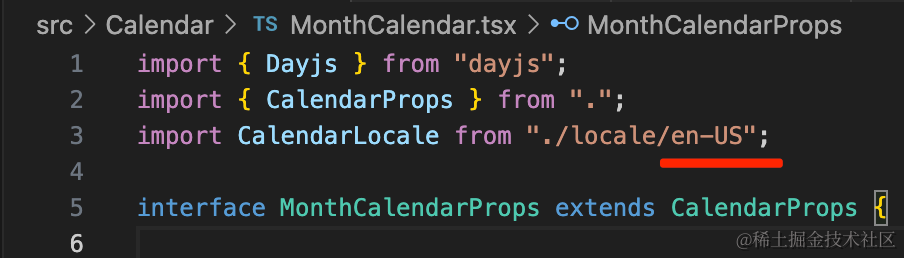 src > Calendar > TS MonthCalendar.tsx > MonthCalendarProps
1 import { Dayjs } from "dayjs";
2 import { CalendarProps } from ".";
3 import CalendarLocale from "./locale/en-US";
4
5 interface MonthCalendarProps extends CalendarProps {
6
@稀土掘金技术社区